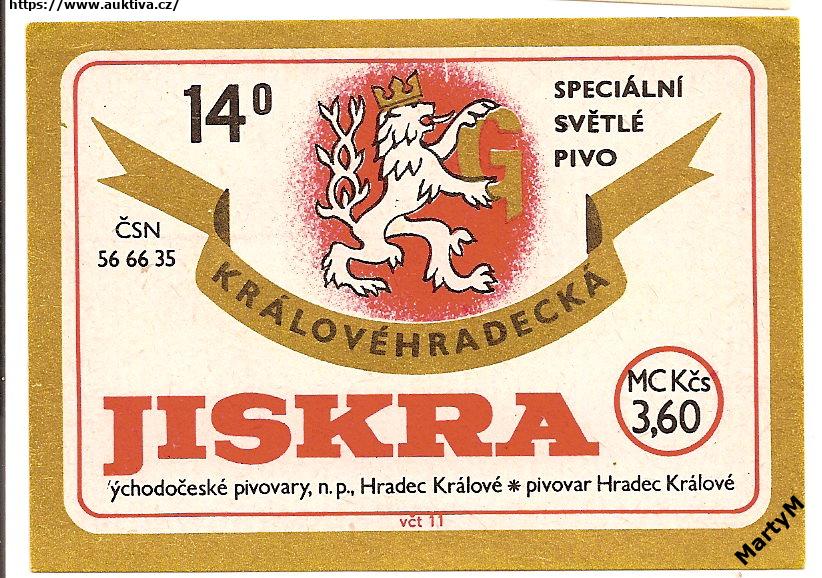 https://www.auktiva.cz/
14°
SPECIÁLNÍ
SVĚTLÉ
PIVO
G
ČSN
56 66 35
KRÁLOVÉHRADECKÁ
JISKRA
MC Kčs
3,60
ýchodočeské pivovary, n. p., Hradec Králové * pivovar Hradec Králové
včt 11
MartyM